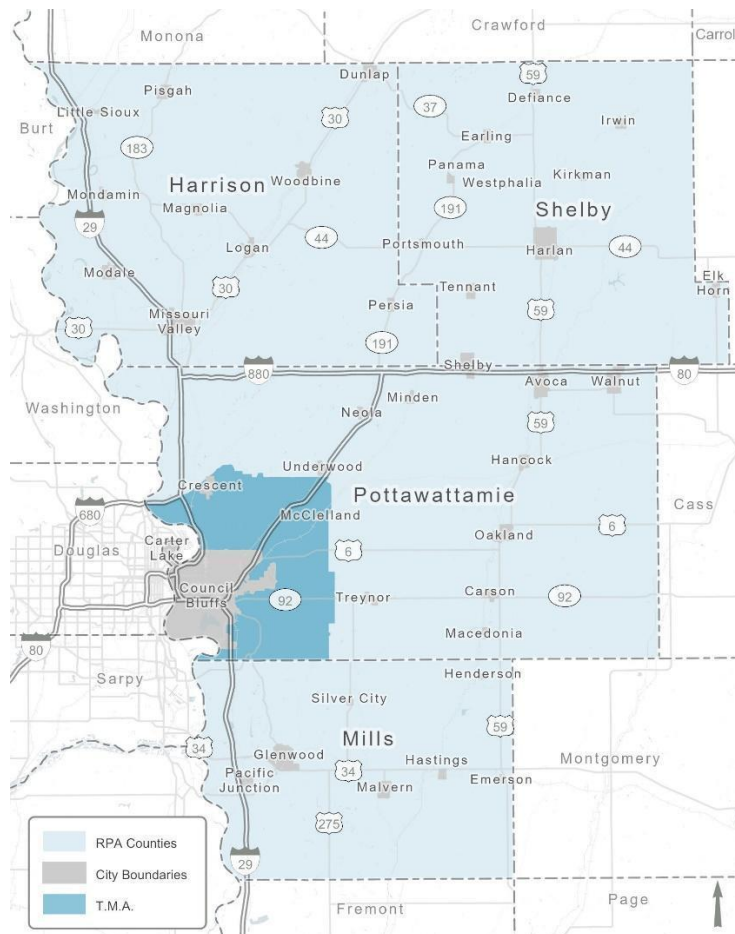 Monona
Crawford
Carrol
Dunlap
59
Pisgah
Defiance
Little Sioux
37
30
Irwin
Burt
183
Earling
Panama
Kirkman
Woodbine
Westphalia
Harrison
Mondamin
Magnolia
191
Shelby
29
44
Logan
Portsmouth
Harlan
44
Modale
Elk
Horn
30
Tennant
Persia
59
Missouri
Valley
30
191
Shelby
880
Avoca
Walnut
80
Minden
Washington
Neola
59
Underwood
Hancock
Crescent
Pottawattamie
Cass
680
McClelland
Carter
Lake
Douglas
6
Oakland
6
Council
Bluffs
92
Treynor
Carson
92
Macedonia
80
Sarpy
Henderson
Silver City
59
34
Mills
Glenwood
Montgomery
Pacific
Junction
34
Hastings
Emerson
Malvern
275
RPA Counties
29
City Boundaries
T.M.A.
Fremont
Page